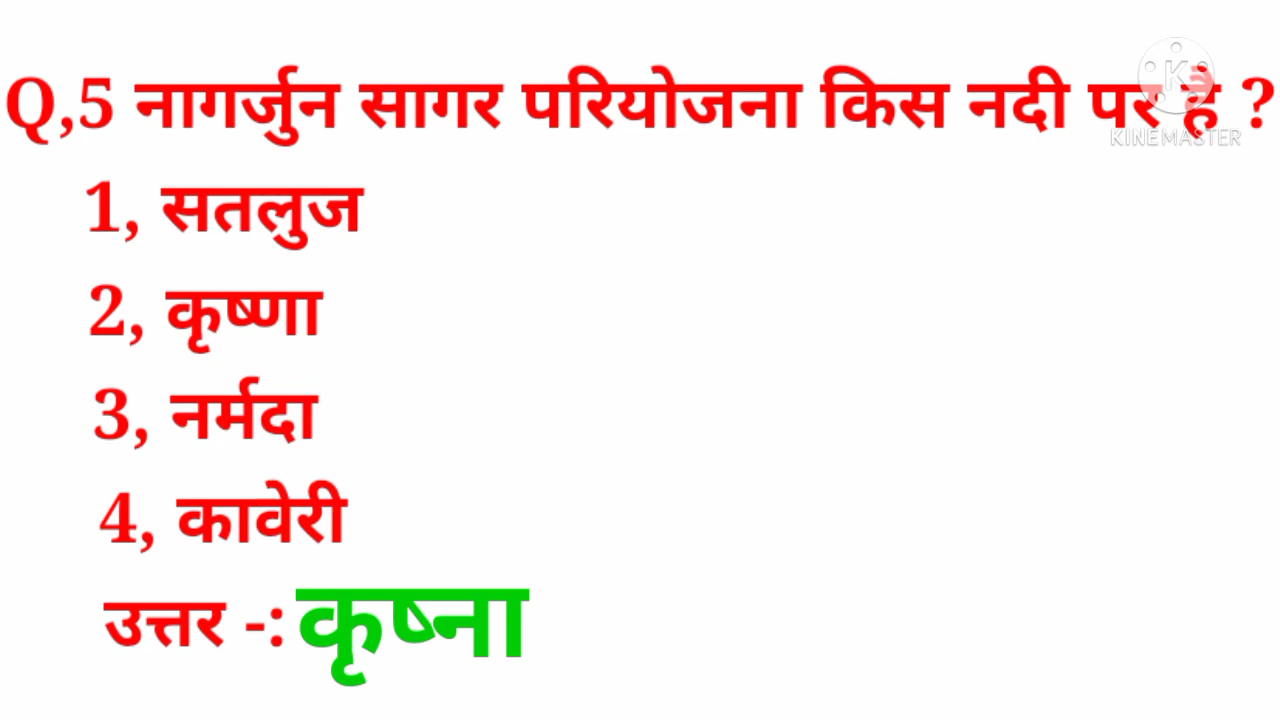 Q,5 नागर्जुन सागर परियोजना किस नदी पर है ?
KINEMASTER
1, सतलुज
2, कृष्णा
3, नर्मदा
4, कावेरी
उत्तर -: कृष्ना